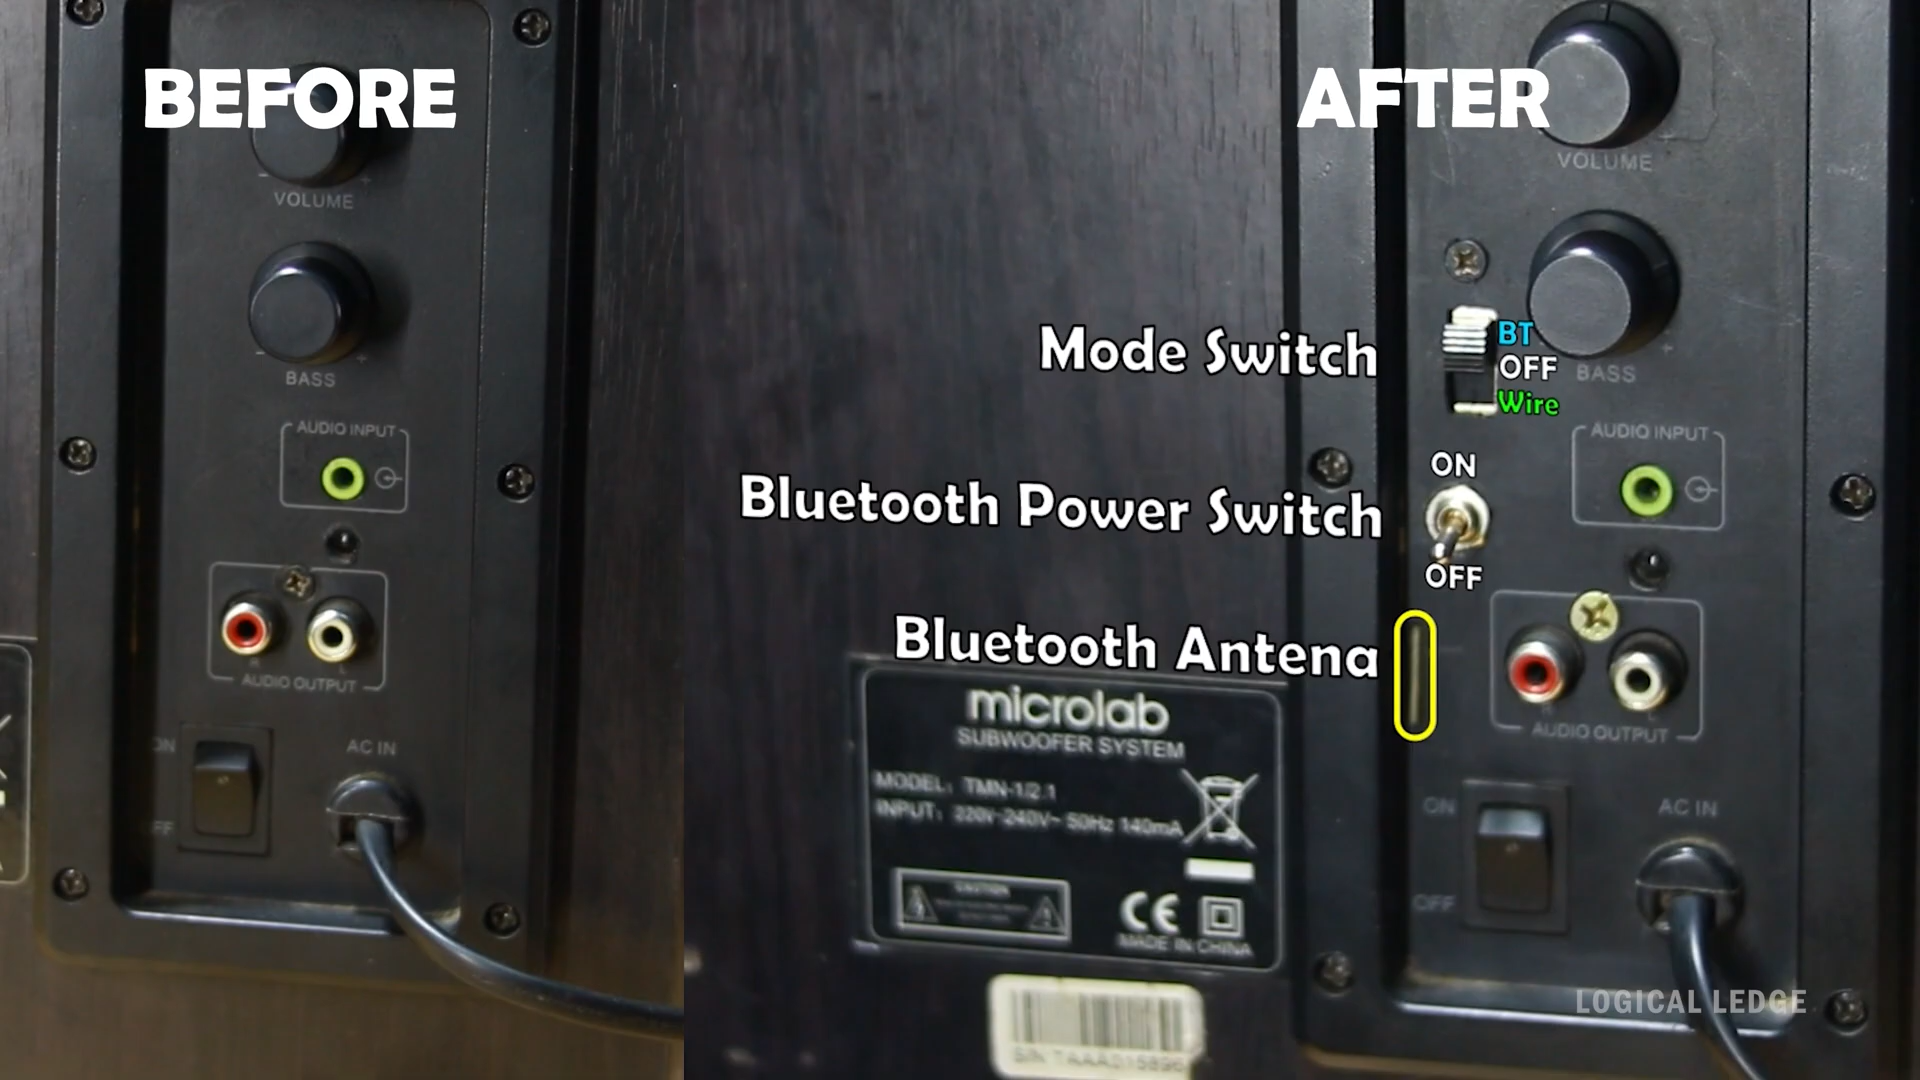 BEFORE
VOLUME
BASS
AUDIO INPUT
R
L
AUDIO OUTPUT
ON
AC IN
FF
AFTER
VOLUME
Mode Switch
BT
OFF
Wire
BASS
AUDIO INPUT
ON
Bluetooth Power Switch
OFF
Bluetooth Antena
AUDIO OUTPUT
microlab
SUBWOOFER SYSTEM
MODEL: TMN-1/2.1
INPUT: 220V-240V~ 50Hz 140mA
CAUTION
CE
MADE IN CHINA
ON
AC IN
OFF
LOGICAL LEDGE